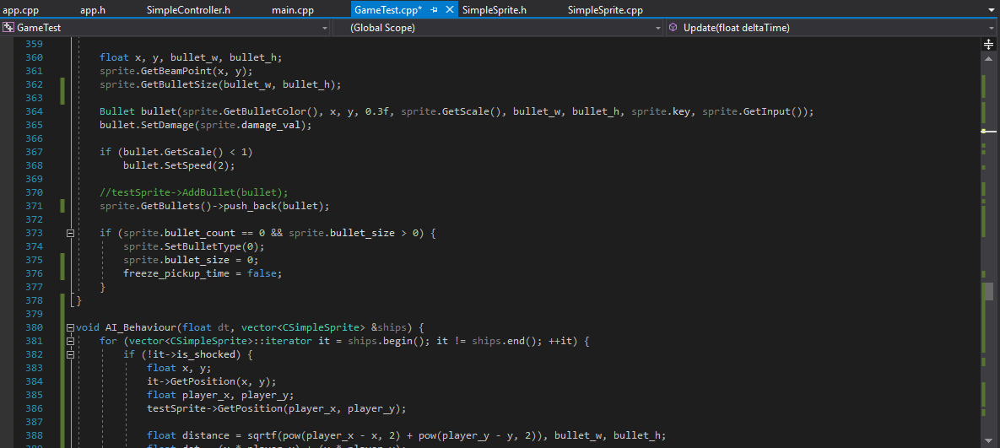 app.cpp app.h SimpleController.h main.cpp GameTest.cpp* SimpleSprite.h SimpleSprite.cpp
GameTest (Global Scope) Update(float deltaTime)
359
360 float x, y, bullet_w, bullet_h;
361 sprite.GetBeamPoint(x, y);
362 sprite.GetBulletSize(bullet_w, bullet_h);
363
364 Bullet bullet(sprite.GetBulletColor(), x, y, 0.3f, sprite.GetScale(), bullet_w, bullet_h, sprite.key, sprite.GetInput());
365 bullet.SetDamage(sprite.damage_val);
366
367 if (bullet.GetScale() < 1)
368 bullet.SetSpeed(2);
369
370 //testSprite->AddBullet(bullet);
371 sprite.GetBullets()->push_back(bullet);
372
373 if (sprite.bullet_count == 0 && sprite.bullet_size > 0) {
374 sprite.SetBulletType(0);
375 sprite.bullet_size = 0;
376 freeze_pickup_time = false;
377 }
378 }
379
380 void AI_Behaviour(float dt, vector<CSimpleSprite> &ships) {
381 for (vector<CSimpleSprite>::iterator it = ships.begin(); it != ships.end(); ++it) {
382 if (!it->is_shocked) {
383 float x, y;
384 it->GetPosition(x, y);
385 float player_x, player_y;
386 testSprite->GetPosition(player_x, player_y);
387
388 float distance = sqrtf(pow(player_x - x, 2) + pow(player_y - y, 2)), bullet_w, bullet_h;